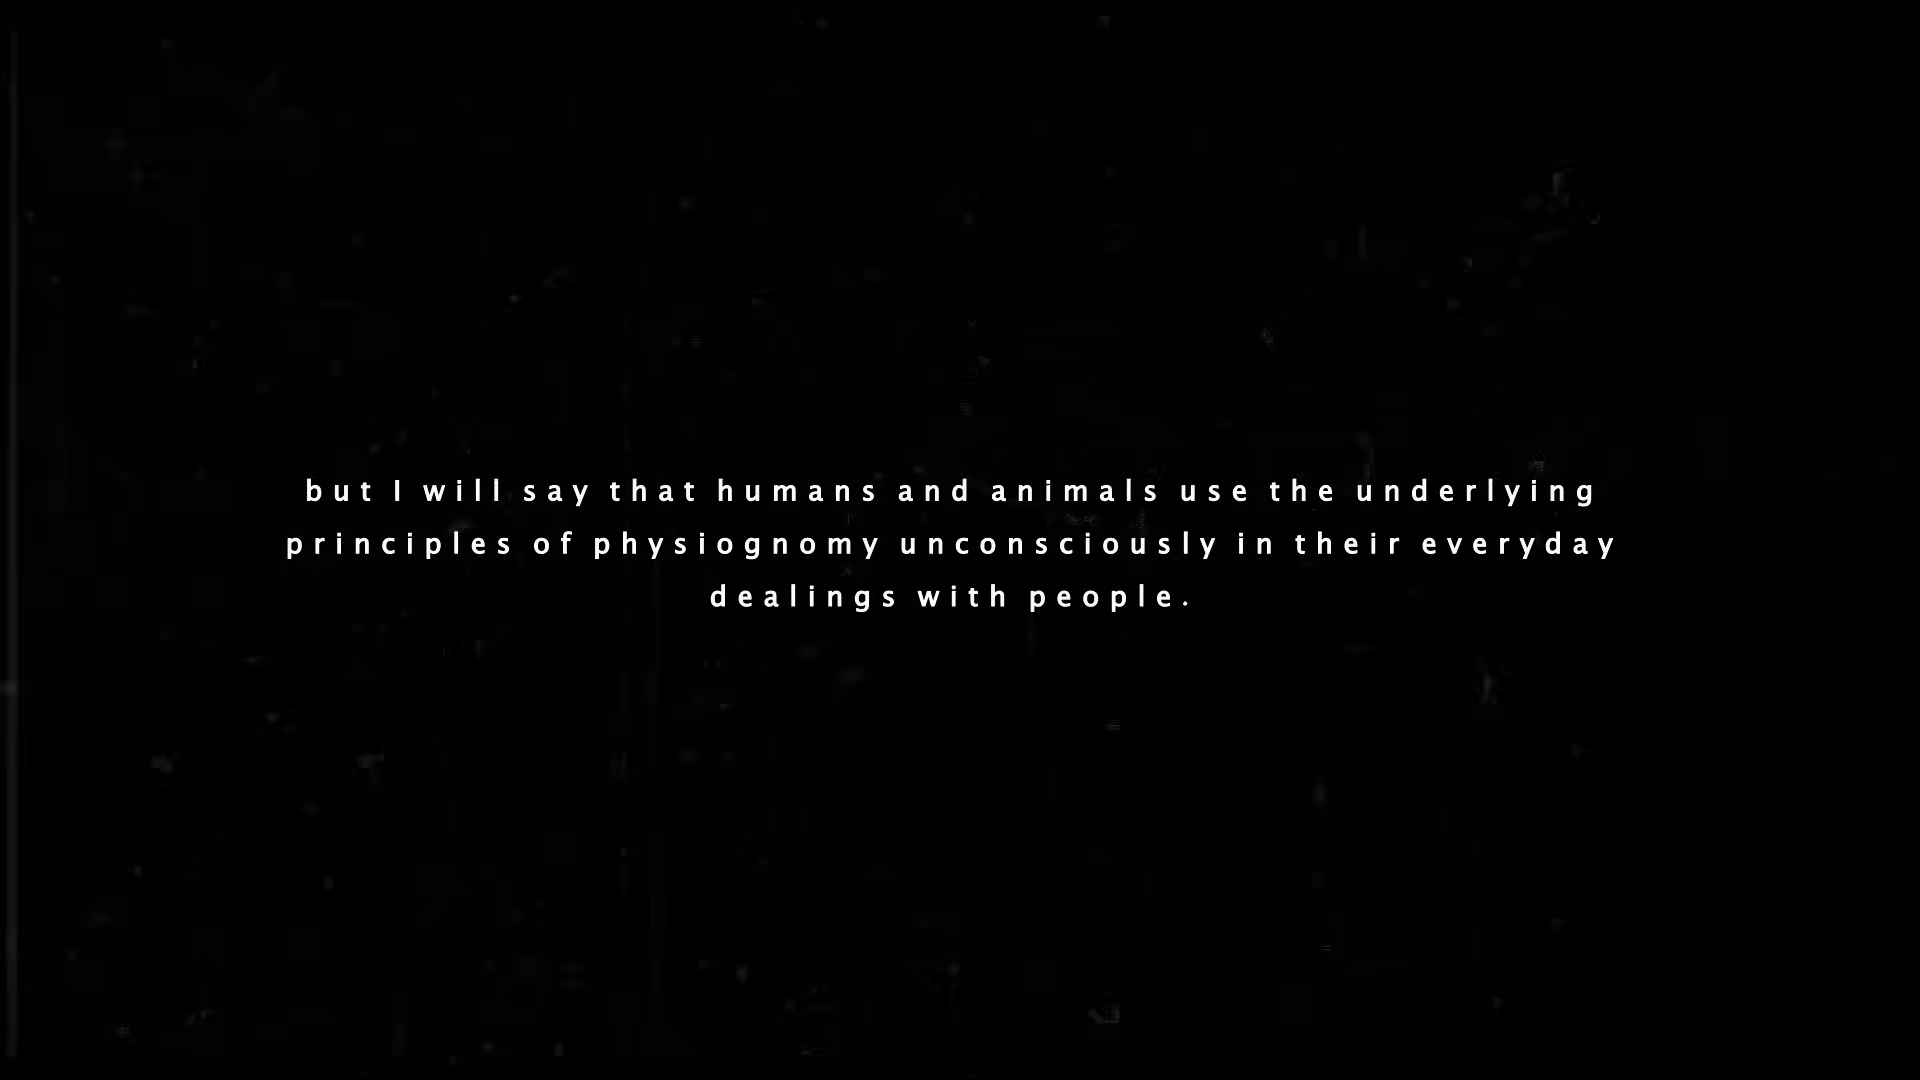 but I will say that humans and animals use the underlying
principles of physiognomy unconsciously in their everyday
dealings with people.